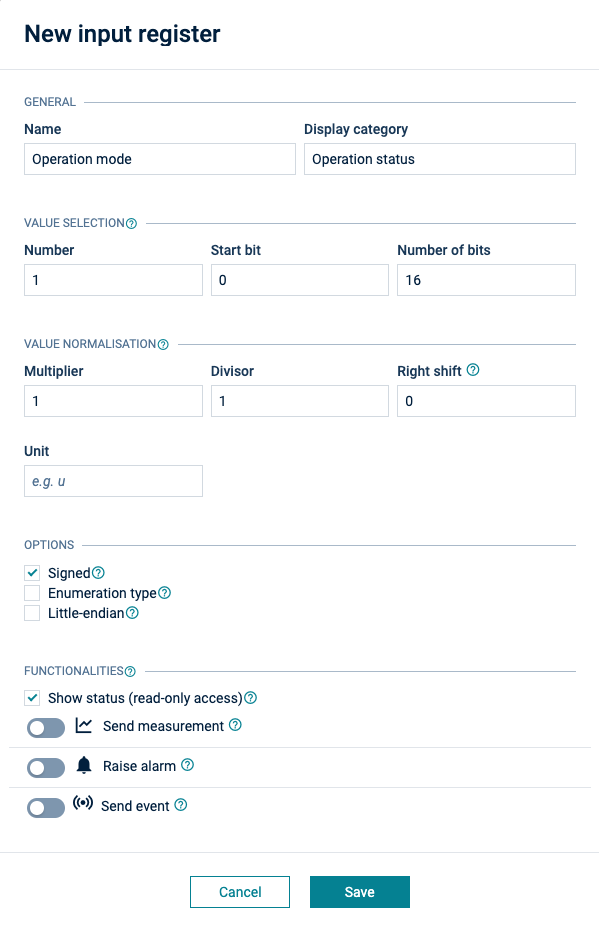 New input register
GENERAL
Name Display category
Operation mode Operation status
VALUE SELECTION
Number Start bit Number of bits
1 0 16
VALUE NORMALISATION
Multiplier Divisor Right shift
1 1 0
Unit
e.g. u
OPTIONS
Signed
Enumeration type
Little-endian
FUNCTIONALITIES
Show status (read-only access)
Send measurement
Raise alarm
Send event
Cancel Save